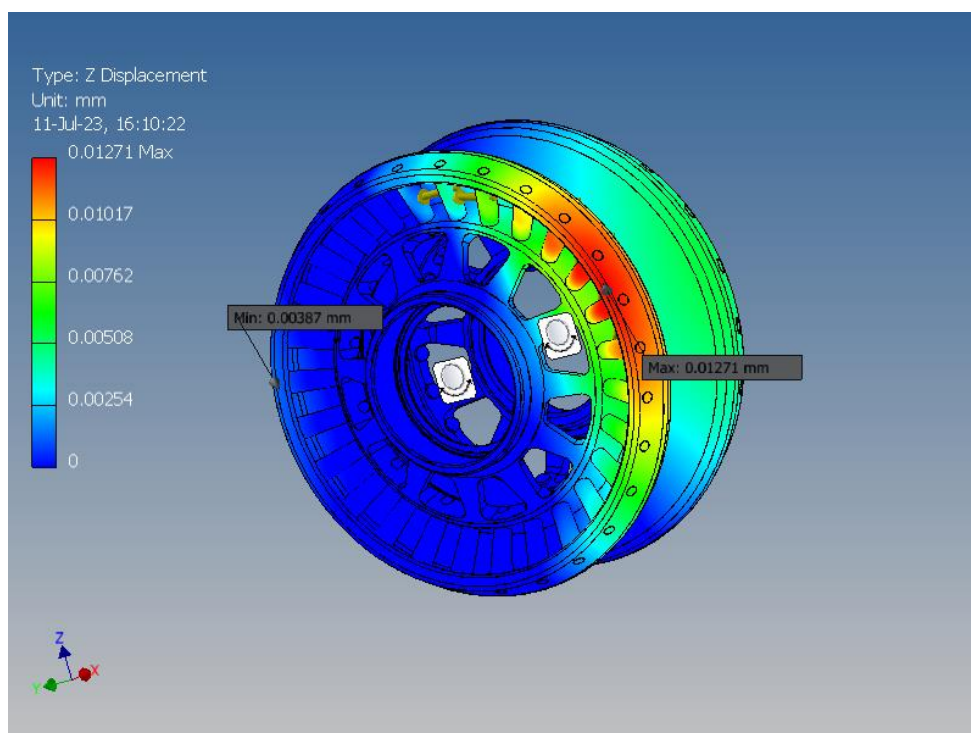 Type: Z Displacement
Unit: mm
11-Jul-23, 16:10:22
0.01271 Max
0.01017
0.00762
0.00508
0.00254
0
Min: 0.00387 mm
Max: 0.01271 mm
Z
X
Y